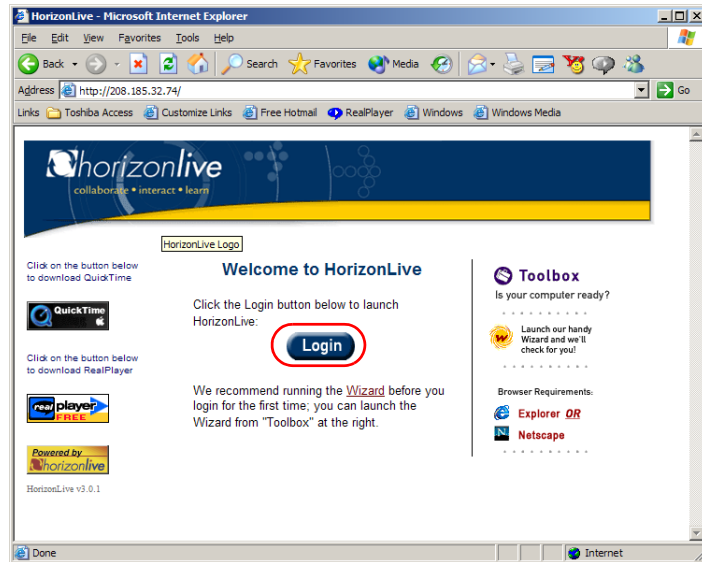 HorizonLive - Microsoft Internet Explorer
File Edit View Favorites Tools Help
Back Search Favorites Media
Address http://208.185.32.74/ Go
Links Toshiba Access Customize Links Free Hotmail RealPlayer Windows Windows Media
horizonlive
collaborate • interact • learn
HorizonLive Logo
Click on the button below
to download QuickTime
QuickTime
Click on the button below
to download RealPlayer
real player
FREE
Powered by
horizonlive
HorizonLive v3.0.1
Welcome to HorizonLive
Click the Login button below to launch
HorizonLive:
Login
We recommend running the Wizard before you
login for the first time; you can launch the
Wizard from "Toolbox" at the right.
Toolbox
Is your computer ready?
Launch our handy
Wizard and we'll
check for you!
Browser Requirements:
Explorer OR
Netscape
Done Internet